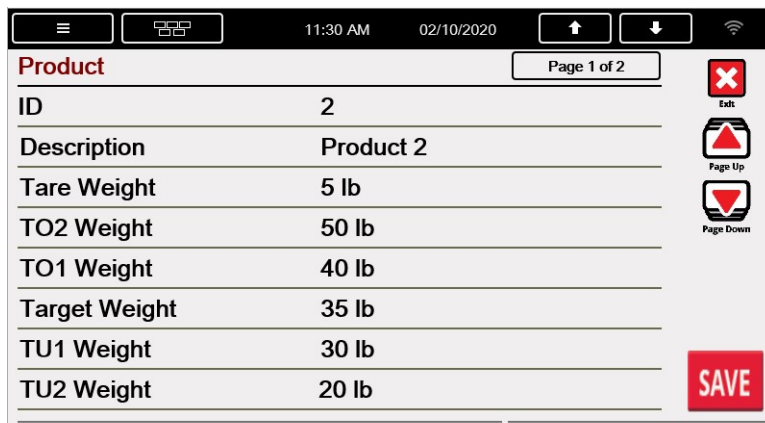 11:30 AM 02/10/2020
Product Page 1 of 2
Exit
ID 2
Description Product 2
Page Up
Tare Weight 5 lb
TO2 Weight 50 lb
Page Down
TO1 Weight 40 lb
Target Weight 35 lb
TU1 Weight 30 lb
TU2 Weight 20 lb
SAVE